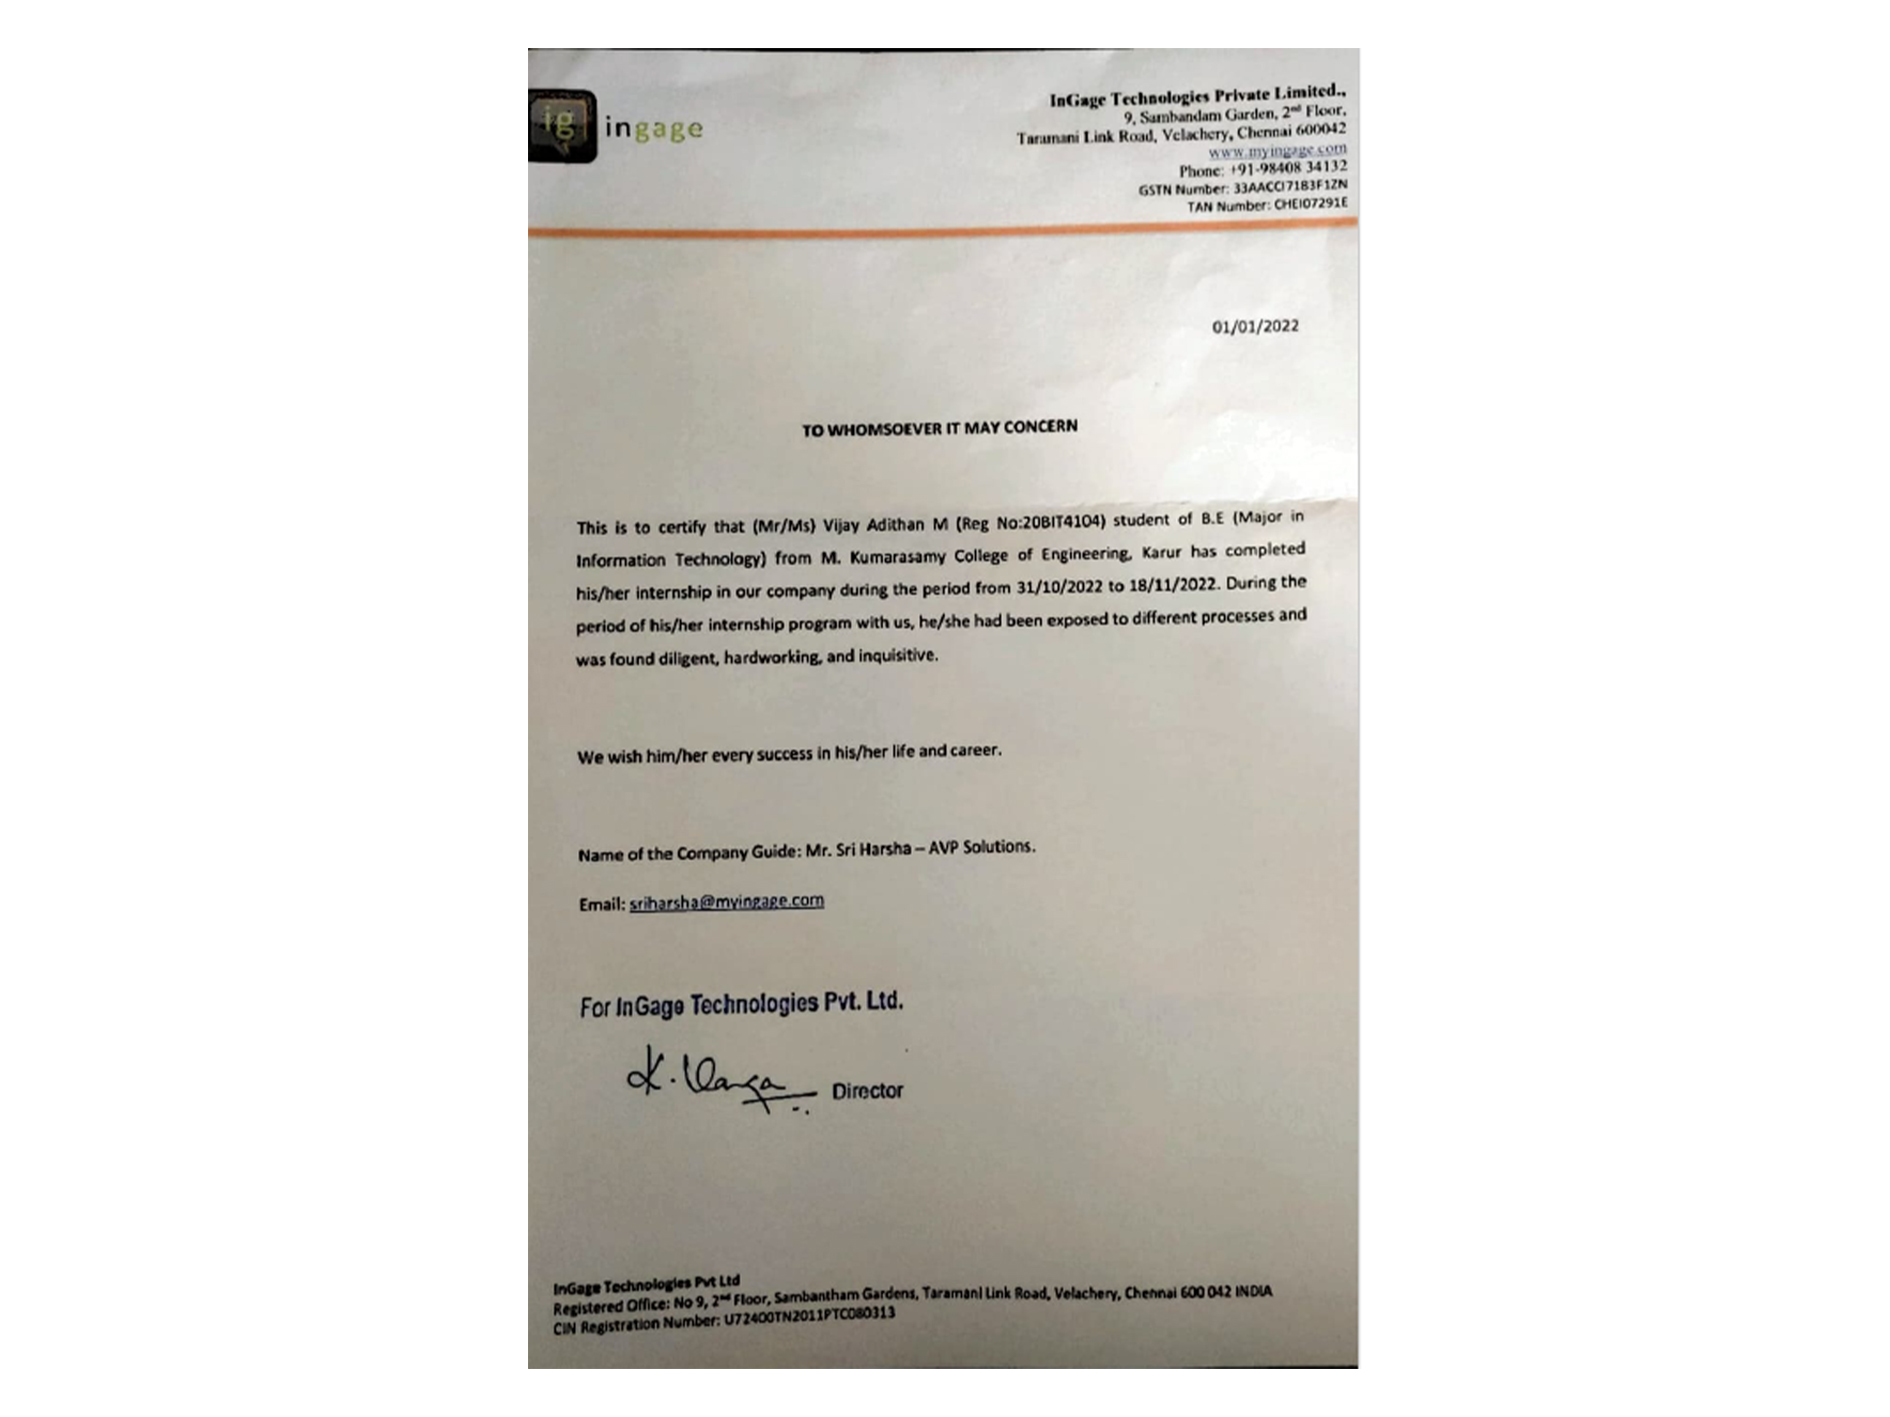 ig ingage
InGage Technologies Private Limited.,
9, Sambandam Garden, 2nd Floor,
Taramani Link Road, Velachery, Chennai 600042
www.myingage.com
Phone: +91-98408 34132
GSTN Number: 33AACCI7183F1ZN
TAN Number: CHEI07291E
01/01/2022
TO WHOMSOEVER IT MAY CONCERN
This is to certify that (Mr/Ms) Vijay Adithan M (Reg No:20BIT4104) student of B.E (Major in
Information Technology) from M. Kumarasamy College of Engineering, Karur has completed
his/her internship in our company during the period from 31/10/2022 to 18/11/2022. During the
period of his/her internship program with us, he/she had been exposed to different processes and
was found diligent, hardworking, and inquisitive.
We wish him/her every success in his/her life and career.
Name of the Company Guide: Mr. Sri Harsha – AVP Solutions.
Email: sriharsha@myingage.com
For InGage Technologies Pvt. Ltd.
Director
InGage Technologies Pvt Ltd
Registered Office: No 9, 2nd Floor, Sambantham Gardens, Taramani Link Road, Velachery, Chennai 600 042 INDIA
CIN Registration Number: U72400TN2011PTC080313